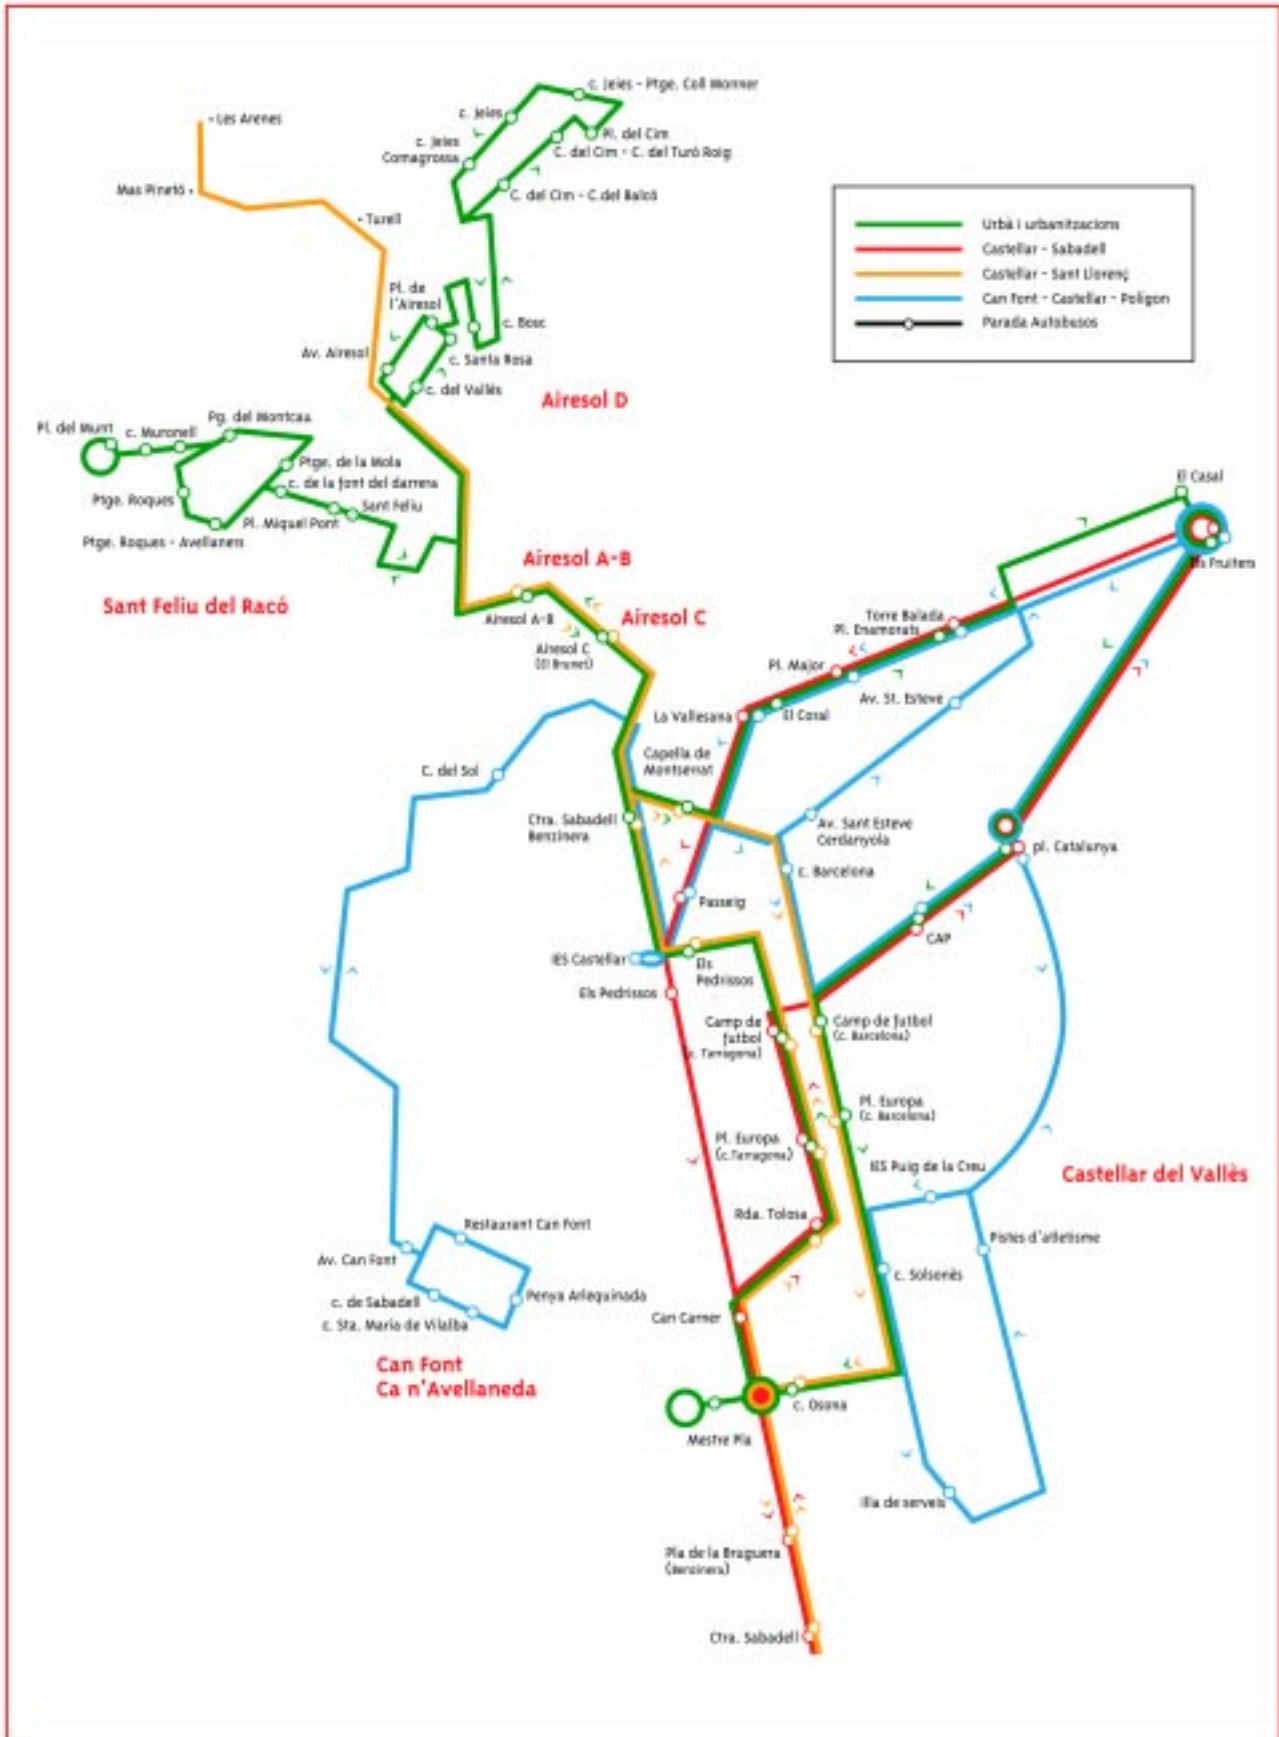 c. Jeies - Ptge. Coll Monner
c. Jeies
Pl. del Cim
c. Jeies
Comagrossa
C. del Cim - C. del Turó Roig
C. del Cim - C.del Balcó
Les Arenes
Mas Pinetó
Turell
Urbà i urbanitzacions
Castellar - Sabadell
Castellar - Sant Llorenç
Can Font - Castellar - Polígon
Parada Autobusos
Pl. de
l'Airesol
c. Bosc
Av. Airesol
c. Santa Rosa
c. del Vallès
Airesol D
Pl. del Munt
c. Muronell
Pg. del Montcau
Ptge. de la Mola
c. de la font del darrera
Ptge. Roques
Sant Feliu
Pl. Miquel Pont
Ptge. Roques - Avellaners
Sant Feliu del Racó
Airesol A-B
Airesol C
Airesol A-B
Airesol C
(El Brunet)
El Casal
Els Fruiters
Torre Balada
Pl. Enamorats
Pl. Major
Av. St. Esteve
La Vallesana
El Coral
Capella de
Montserrat
C. del Sol
Ctra. Sabadell
Benzinera
Av. Sant Esteve
Cerdanyola
pl. Catalunya
c. Barcelona
Passeig
CAP
IES Castellar
Els
Pedrissos
Els Pedrissos
Camp de
futbol
(c. Tarragona)
Camp de futbol
(c. Barcelona)
Pl. Europa
(c. Barcelona)
Pl. Europa
(c.Tarragona)
IES Puig de la Creu
Castellar del Vallès
Rda. Tolosa
Pistes d'atletisme
Restaurant Can Font
Av. Can Font
c. Solsonès
c. de Sabadell
Penya Arlequinada
c. Sta. Maria de Vilalba
Can Carner
Can Font
Ca n'Avellaneda
c. Osona
Mestre Pla
Illa de serveis
Pla de la Bruguera
(Benzinera)
Ctra. Sabadell